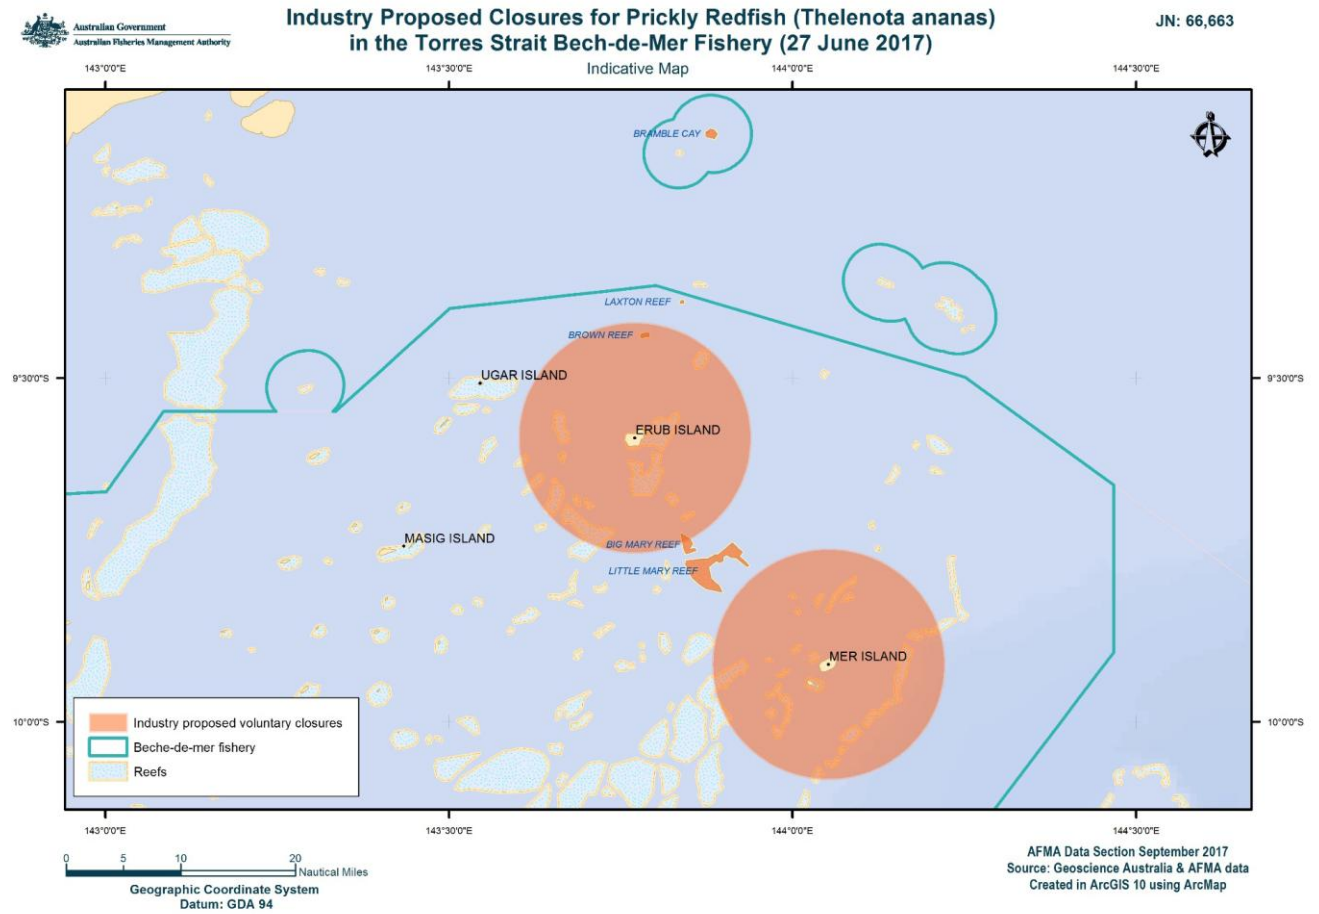 Australian Government
Australian Fisheries Management Authority
Industry Proposed Closures for Prickly Redfish (Thelenota ananas)
in the Torres Strait Bech-de-Mer Fishery (27 June 2017)
Indicative Map
JN: 66,663
143°0'0"E
143°30'0"E
144°0'0"E
144°30'0"E
BRAMBLE CAY
LAXTON REEF
BROWN REEF
9°30'0"S
UGAR ISLAND
9°30'0"S
ERUB ISLAND
MASIG ISLAND
BIG MARY REEF
LITTLE MARY REEF
MER ISLAND
10°0'0"S
10°0'0"S
Industry proposed voluntary closures
Beche-de-mer fishery
Reefs
143°0'0"E
143°30'0"E
144°0'0"E
144°30'0"E
0 5 10 20
Nautical Miles
Geographic Coordinate System
Datum: GDA 94
AFMA Data Section September 2017
Source: Geoscience Australia & AFMA data
Created in ArcGIS 10 using ArcMap